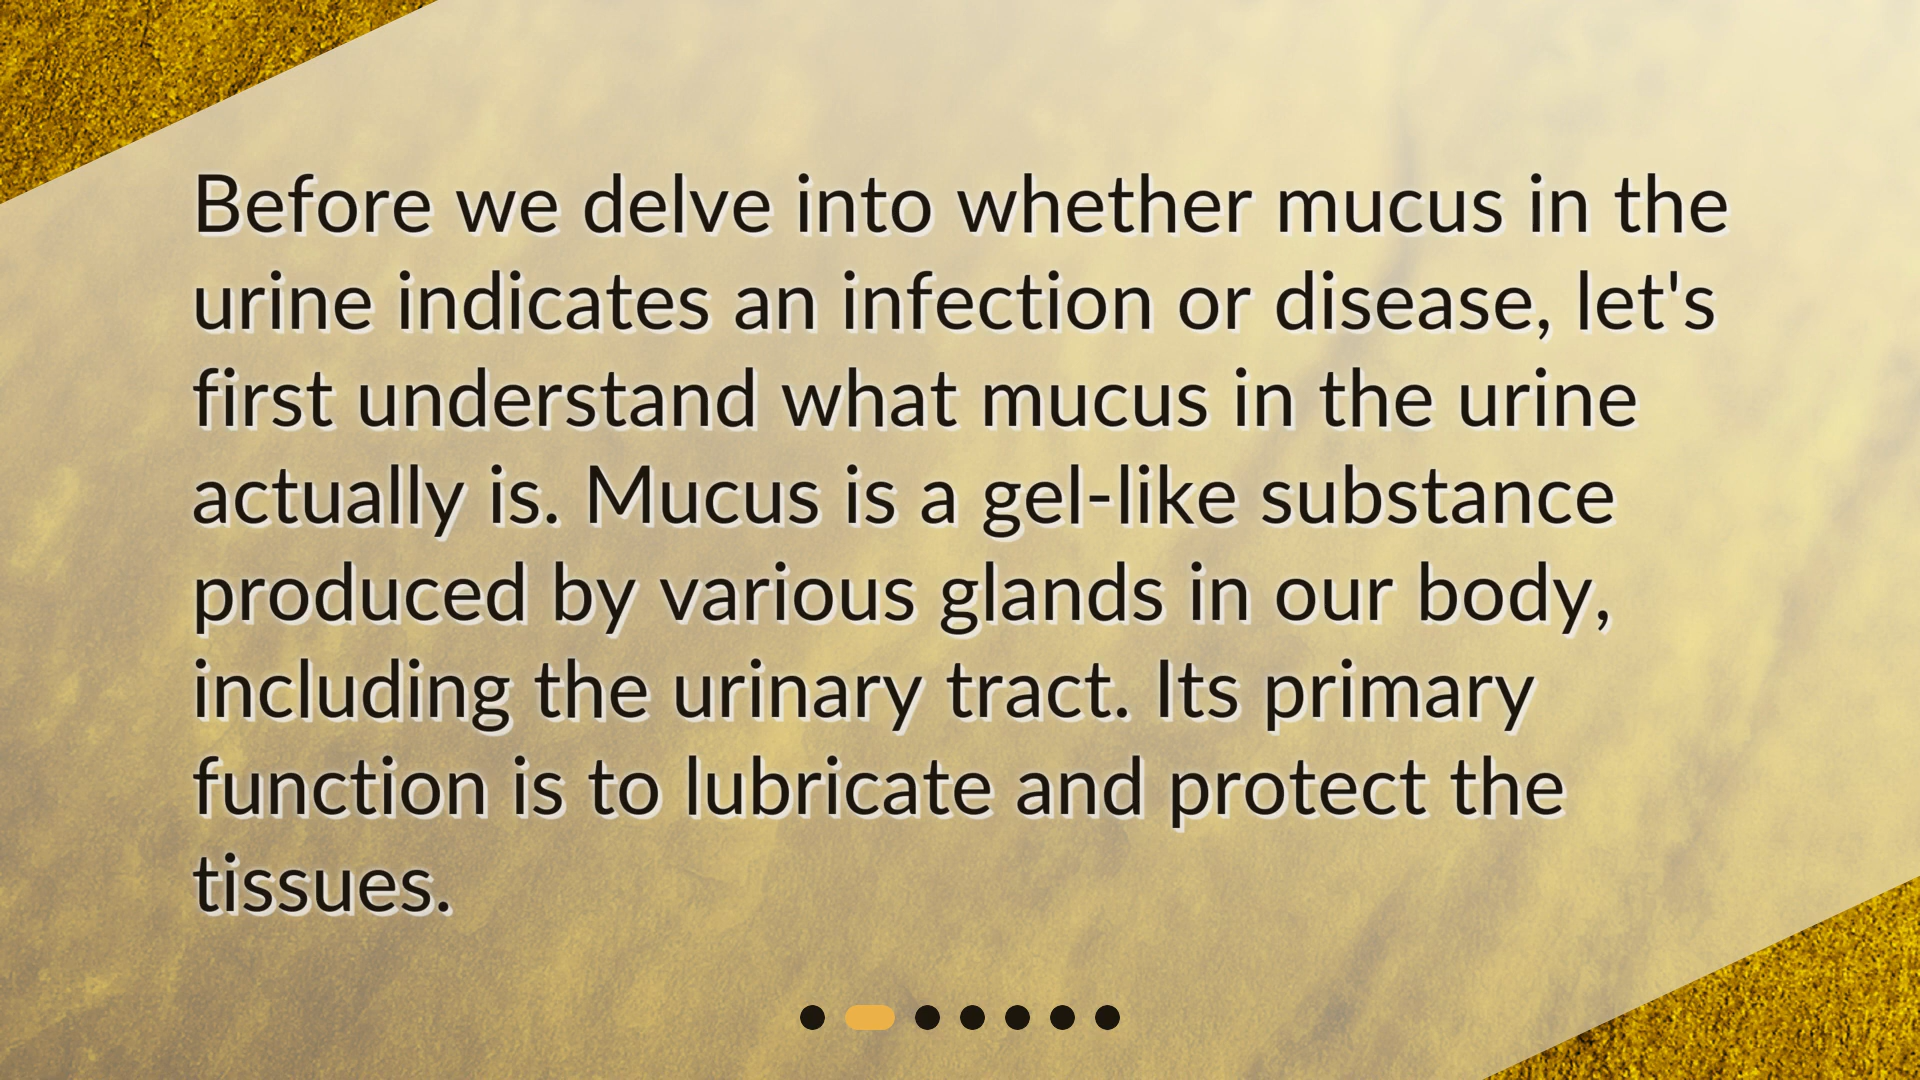 Before we delve into whether mucus in the
urine indicates an infection or disease, let's
first understand what mucus in the urine
actually is. Mucus is a gel-like substance
produced by various glands in our body,
including the urinary tract. Its primary
function is to lubricate and protect the
tissues.